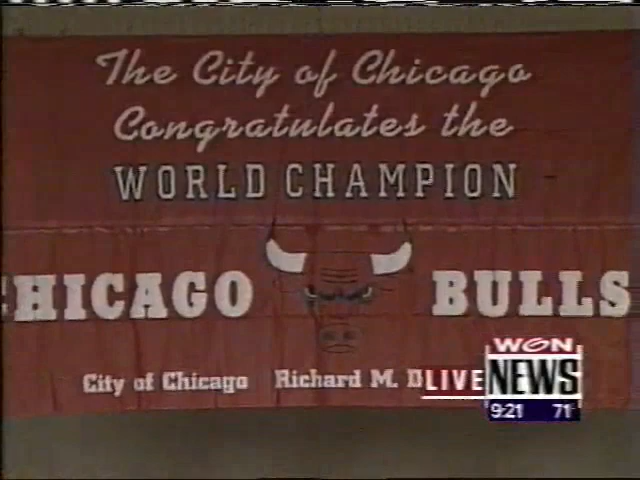 The City of Chicago
Congratulates the
WORLD CHAMPION
HICAGO BULLS
City of Chicago Richard M. D
LIVE
WGN
NEWS
9:21 71